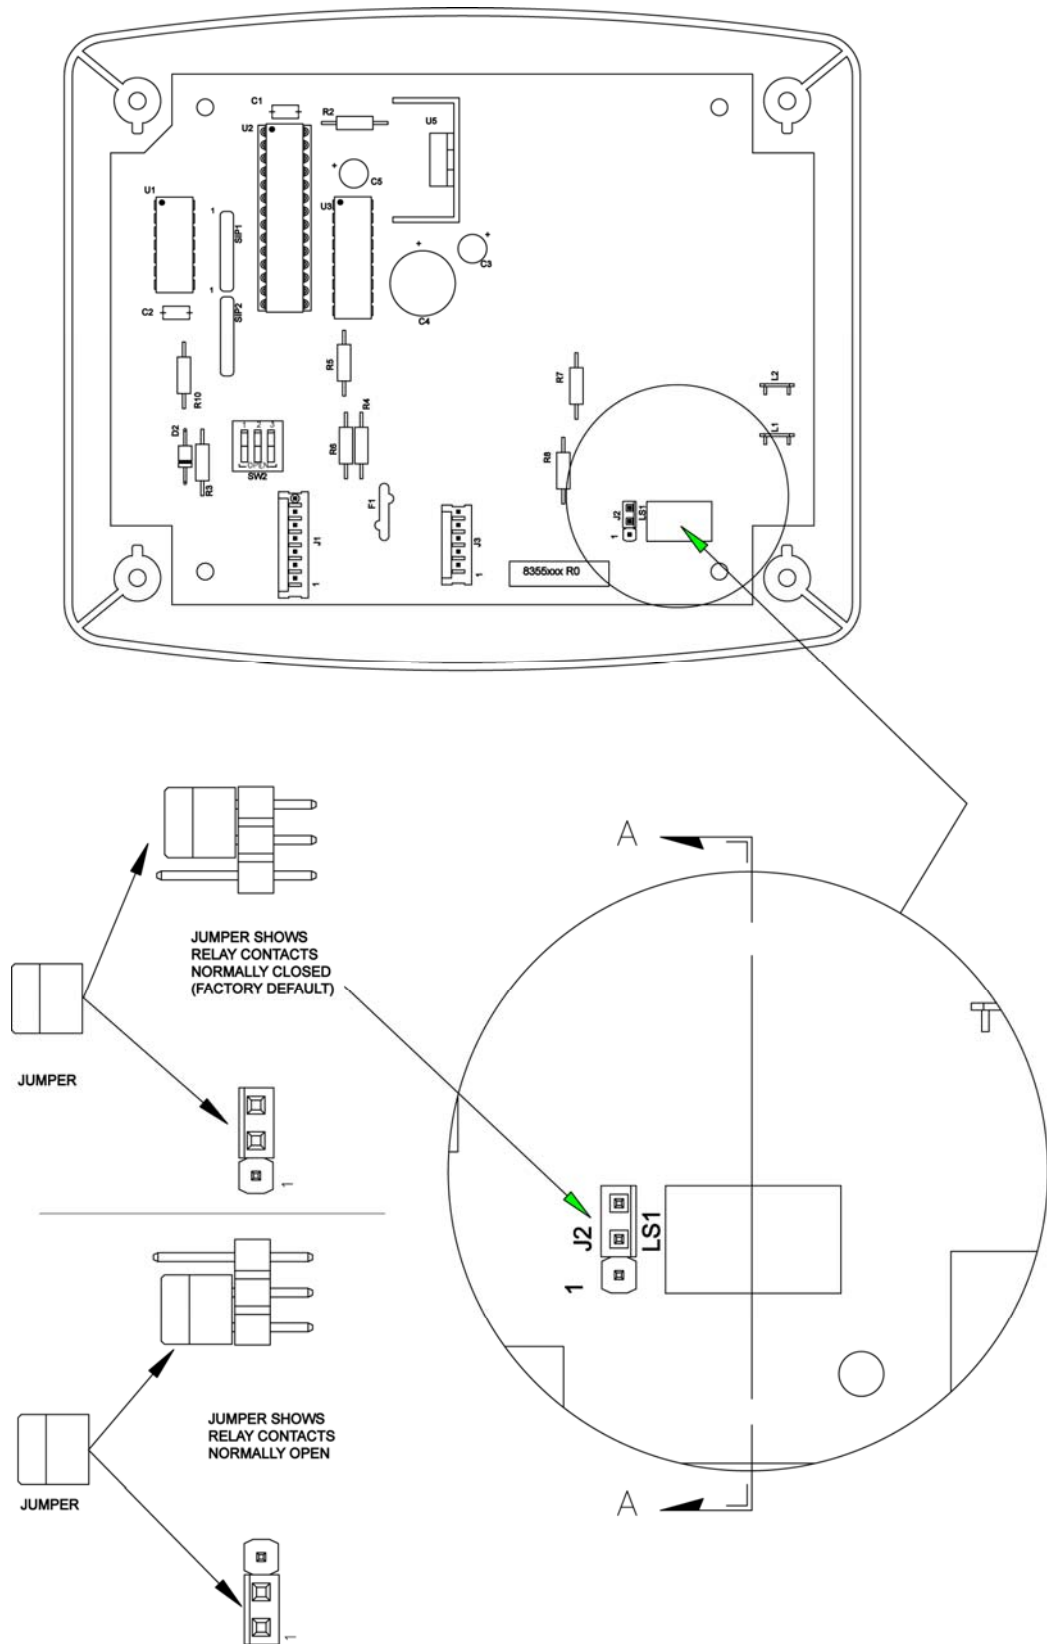 C1
R2
U2
U5
C5
U1
U3
1
SIP1
C3
1
SIP2
C2
C4
R5
R7
L2
R10
R4
D2
1 2 3
R6
L1
R8
OPEN
SW2
R3
F1
J2
LS1
J1
J3
1
1
1
8355xxx R0
A
JUMPER SHOWS
RELAY CONTACTS
NORMALLY CLOSED
(FACTORY DEFAULT)
JUMPER
1
J2
LS1
1
JUMPER SHOWS
RELAY CONTACTS
NORMALLY OPEN
JUMPER
A
1